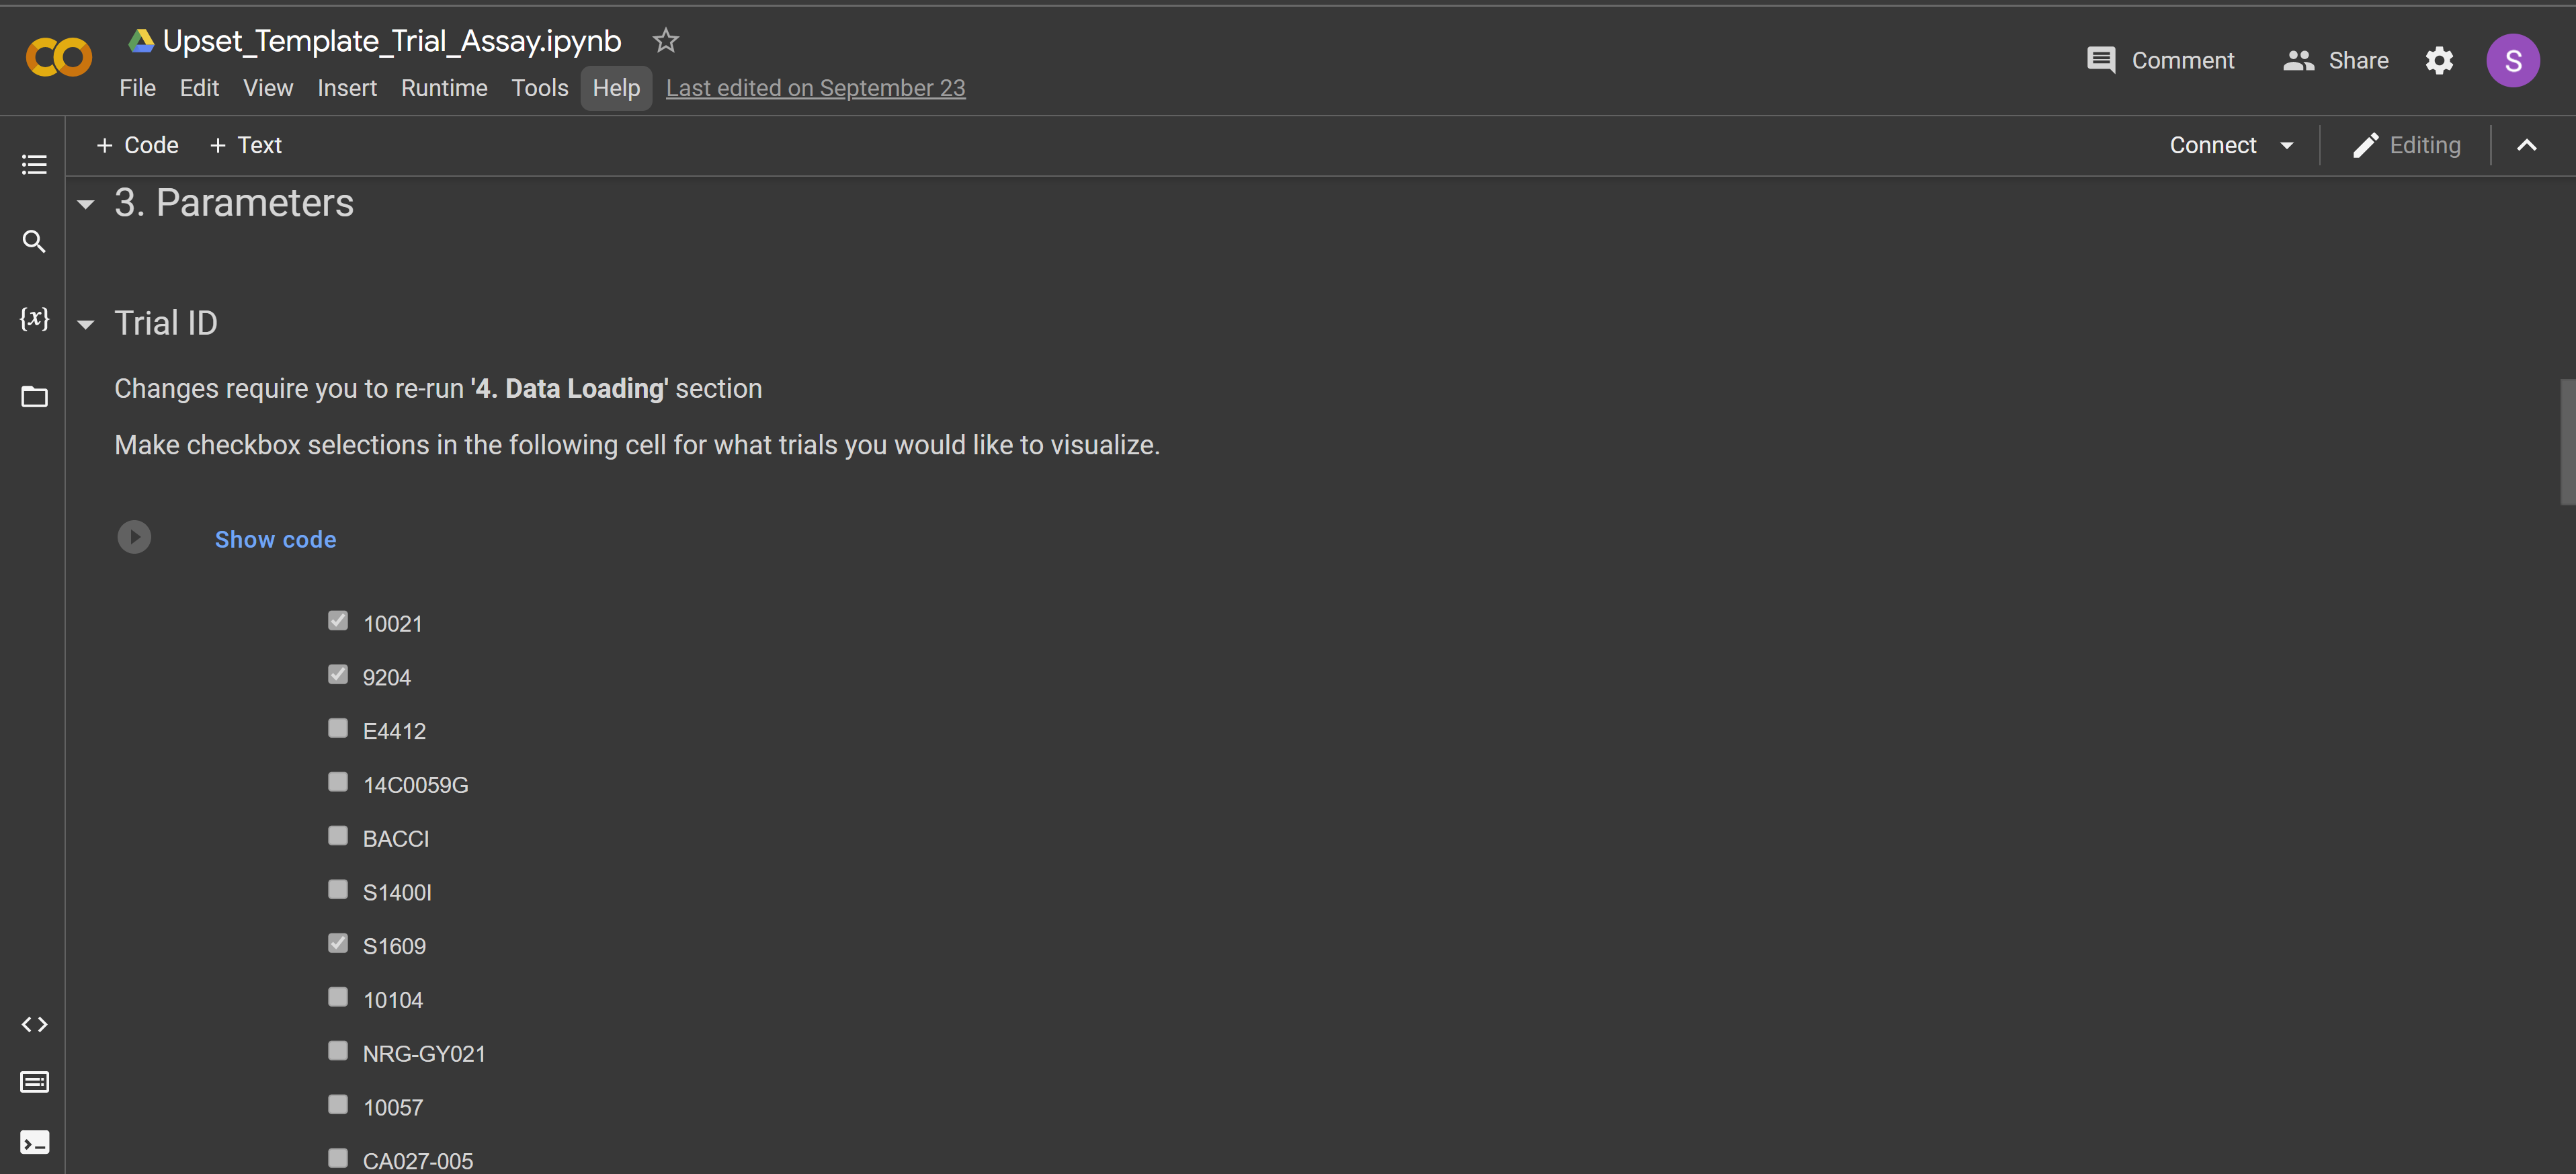 Upset_Template_Trial_Assay.ipynb
File Edit View Insert Runtime Tools Help Last edited on September 23
Comment Share S
+ Code + Text
Connect Editing
3. Parameters
{x}
Trial ID
Changes require you to re-run '4. Data Loading' section
Make checkbox selections in the following cell for what trials you would like to visualize.
Show code
10021
9204
E4412
14C0059G
BACCI
S1400I
S1609
10104
NRG-GY021
10057
CA027-005